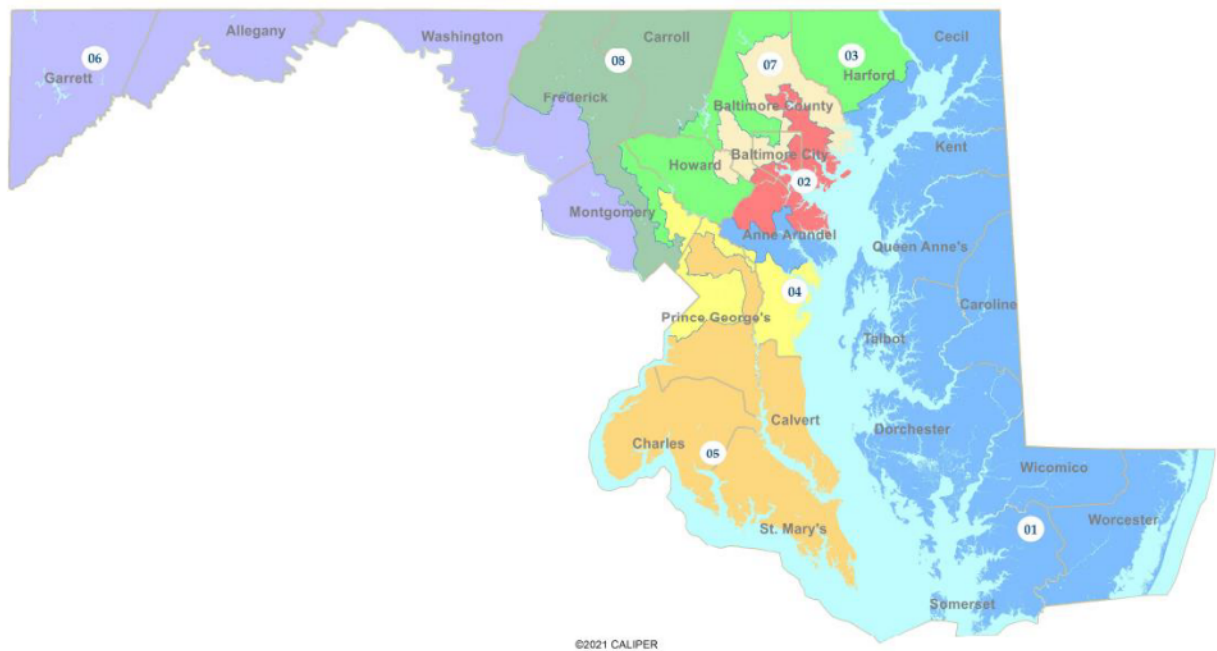 Garrett
06
Allegany
Washington
Frederick
08
Carroll
07
Baltimore County
03
Harford
Cecil
Kent
Howard
Baltimore City
02
Montgomery
Anne Arundel
Queen Anne's
04
Prince George's
Caroline
Talbot
Calvert
Charles
05
Dorchester
St. Mary's
Wicomico
01
Worcester
Somerset
©2021 CALIPER